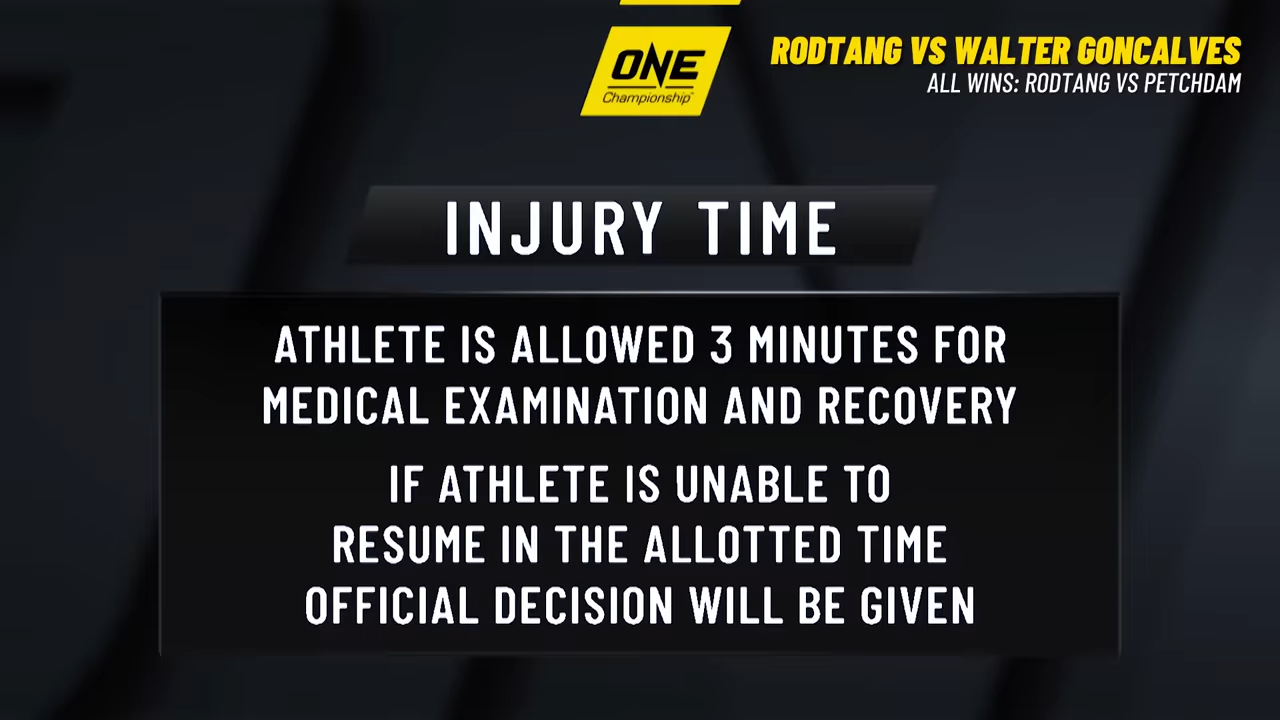 ONE
Championship
RODTANG VS WALTER GONCALVES
ALL WINS: RODTANG VS PETCHDAM
INJURY TIME
ATHLETE IS ALLOWED 3 MINUTES FOR
MEDICAL EXAMINATION AND RECOVERY
IF ATHLETE IS UNABLE TO
RESUME IN THE ALLOTTED TIME
OFFICIAL DECISION WILL BE GIVEN